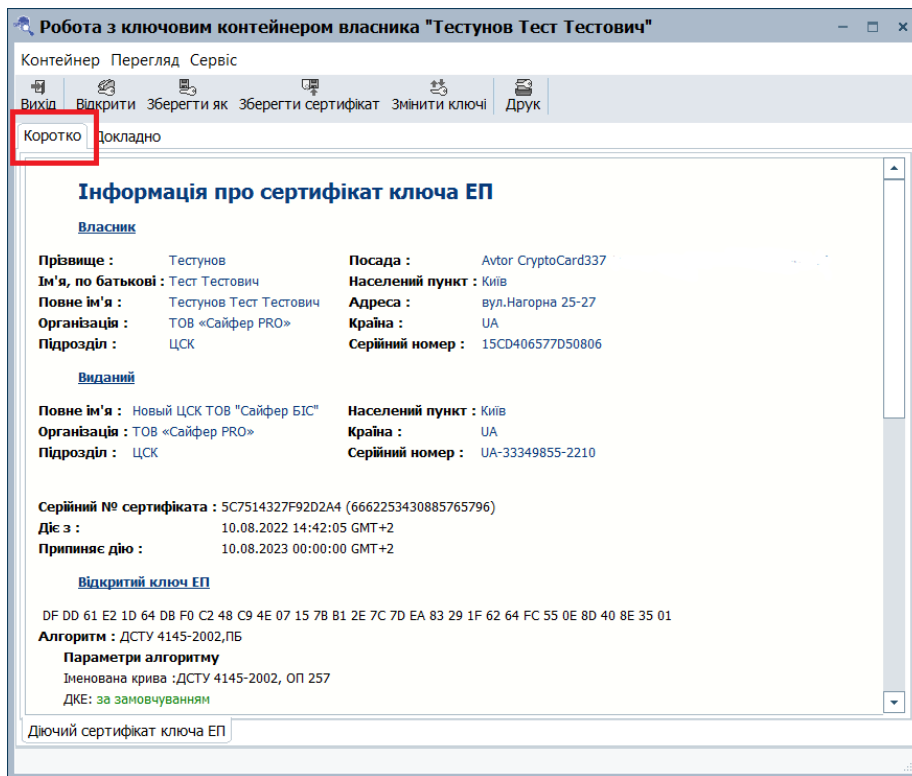 Робота з ключовим контейнером власника "Тестунов Тест Тестович"
Контейнер Перегляд Сервіс
Вихід Відкрити Зберегти як Зберегти сертифікат Змінити ключі Друк
Коротко Докладно
Інформація про сертифікат ключа ЕП
Власник
Прізвище : Тестунов Посада : Avtor CryptoCard337
Ім'я, по батькові : Тест Тестович Населений пункт : Київ
Повне ім'я : Тестунов Тест Тестович Адреса : вул.Нагорна 25-27
Організація : ТОВ «Сайфер PRO» Країна : UA
Підрозділ : ЦСК Серійний номер : 15CD406577D50806
Виданий
Повне ім'я : Новый ЦСК ТОВ "Сайфер БІС" Населений пункт : Київ
Організація : ТОВ «Сайфер PRO» Країна : UA
Підрозділ : ЦСК Серійний номер : UA-33349855-2210
Серійний № сертифіката : 5C7514327F92D2A4 (6662253430885765796)
Діє з : 10.08.2022 14:42:05 GMT+2
Припиняє дію : 10.08.2023 00:00:00 GMT+2
Відкритий ключ ЕП
DF DD 61 E2 1D 64 DB F0 C2 48 C9 4E 07 15 7B B1 2E 7C 7D EA 83 29 1F 62 64 FC 55 0E 8D 40 8E 35 01
Алгоритм : ДСТУ 4145-2002,ПБ
Параметри алгоритму
Іменована крива :ДСТУ 4145-2002, ОП 257
ДКЕ: за замовчуванням
Діючий сертифікат ключа ЕП